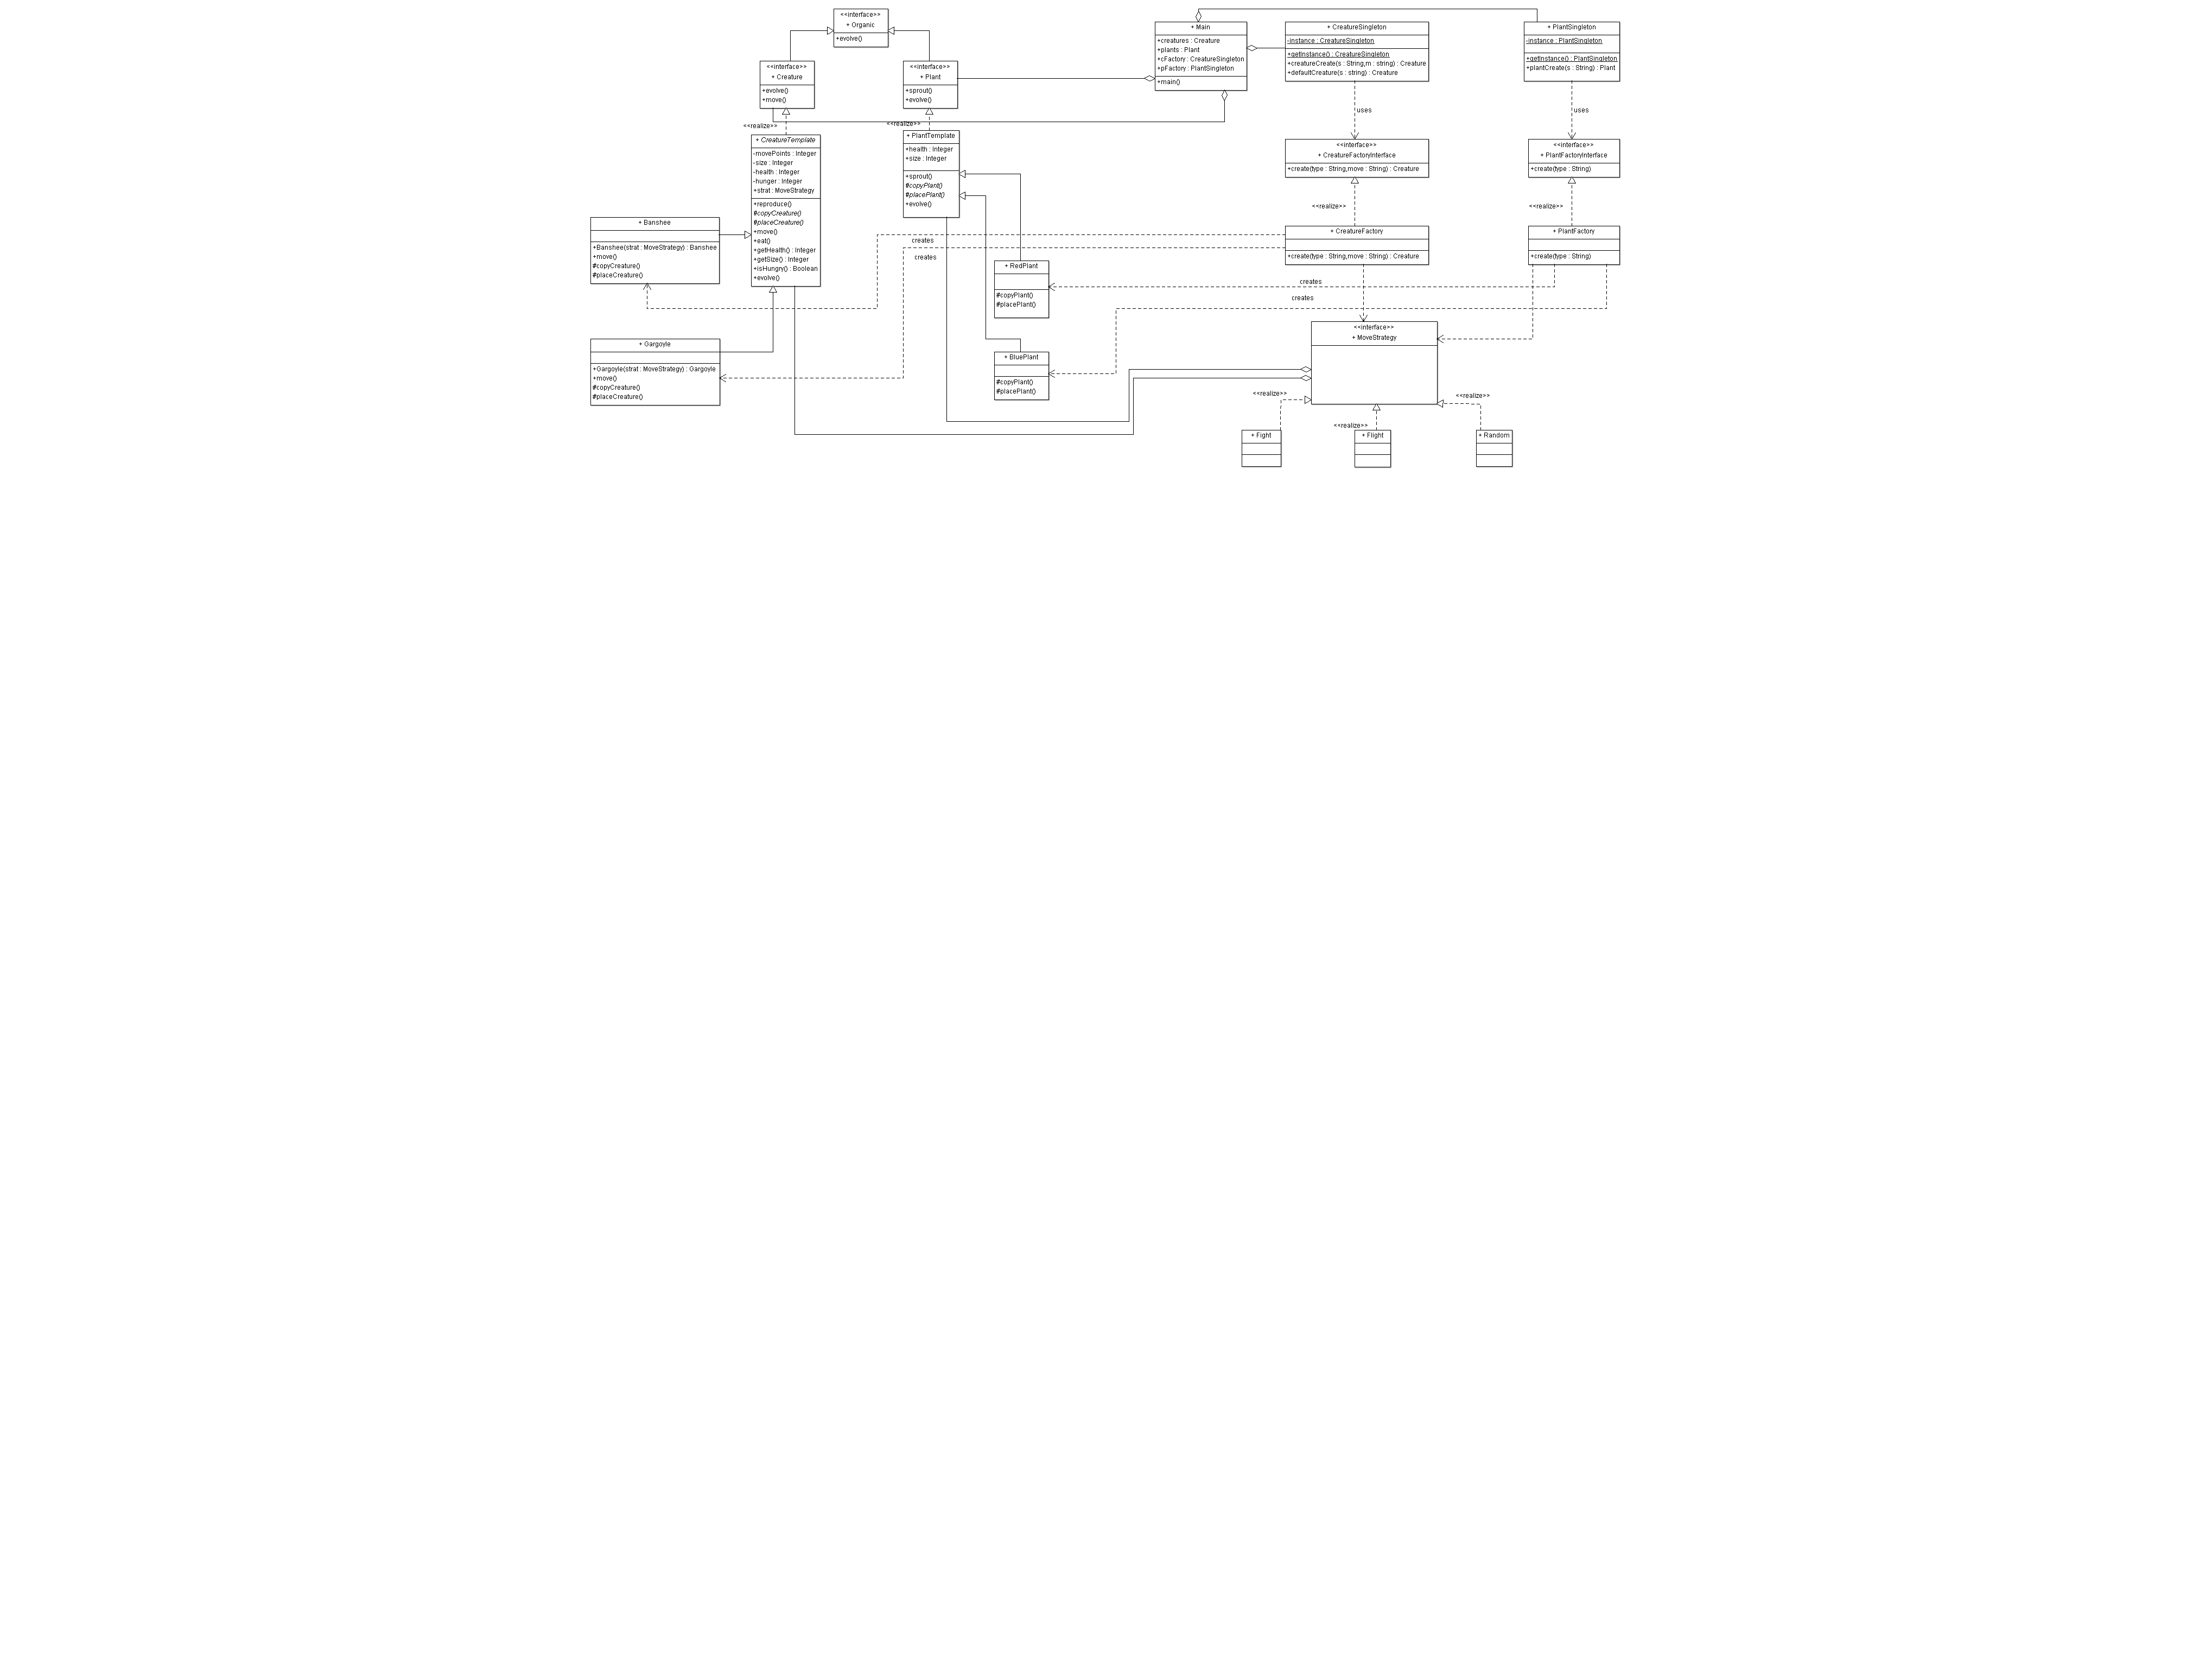 <<interface>>
+ Organic
+evolve()
<<interface>>
+ Creature
+evolve()
+move()
<<interface>>
+ Plant
+sprout()
+evolve()
+ Main
+creatures : Creature
+plants : Plant
+cFactory : CreatureSingleton
+pFactory : PlantSingleton
+main()
+ CreatureSingleton
-instance : CreatureSingleton
+getInstance() : CreatureSingleton
+creatureCreate(s : String,m : string) : Creature
+defaultCreature(s : string) : Creature
+ PlantSingleton
-instance : PlantSingleton
+getInstance() : PlantSingleton
+plantCreate(s : String) : Plant
uses
uses
<<realize>>
<<realize>>
+ CreatureTemplate
-movePoints : Integer
-size : Integer
-health : Integer
-hunger : Integer
+strat : MoveStrategy
+reproduce()
#copyCreature()
#placeCreature()
+move()
+eat()
+getHealth() : Integer
+getSize() : Integer
+isHungry() : Boolean
+evolve()
+ PlantTemplate
+health : Integer
+size : Integer
+sprout()
#copyPlant()
#placePlant()
+evolve()
<<interface>>
+ CreatureFactoryInterface
+create(type : String,move : String) : Creature
<<interface>>
+ PlantFactoryInterface
+create(type : String)
<<realize>>
<<realize>>
+ Banshee
+Banshee(strat : MoveStrategy) : Banshee
+move()
#copyCreature()
#placeCreature()
creates
creates
+ CreatureFactory
+create(type : String,move : String) : Creature
+ PlantFactory
+create(type : String)
+ RedPlant
#copyPlant()
#placePlant()
creates
creates
+ Gargoyle
+Gargoyle(strat : MoveStrategy) : Gargoyle
+move()
#copyCreature()
#placeCreature()
+ BluePlant
#copyPlant()
#placePlant()
<<interface>>
+ MoveStrategy
<<realize>>
<<realize>>
<<realize>>
+ Fight
+ Flight
+ Random